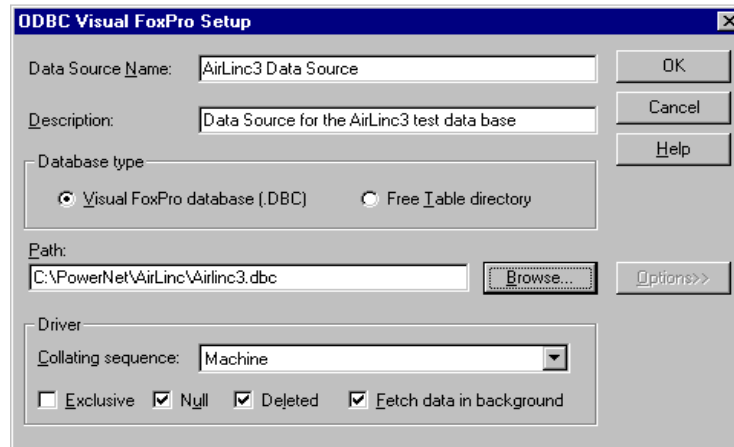 ODBC Visual FoxPro Setup
Data Source Name: AirLinc3 Data Source
OK
Description: Data Source for the AirLinc3 test data base
Cancel
Help
Database type
Visual FoxPro database (.DBC) Free Table directory
Path:
C:\PowerNet\AirLinc\Airlinc3.dbc Browse... Options>>
Driver
Collating sequence: Machine
Exclusive Null Deleted Fetch data in background